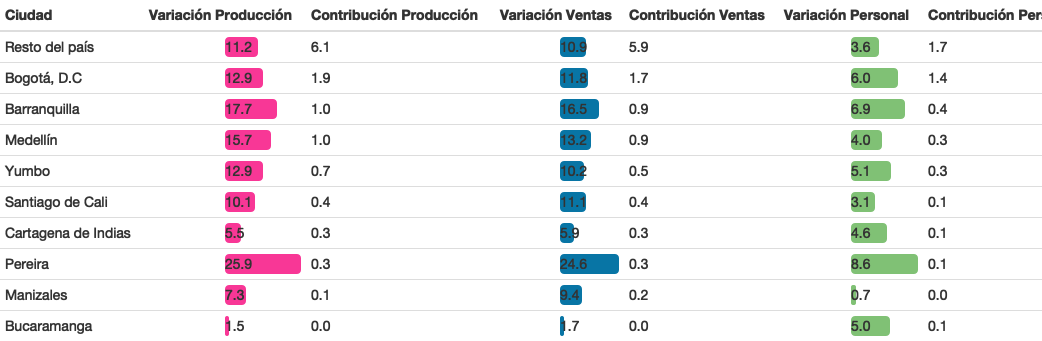 Ciudad Variación Producción Contribución Producción Variación Ventas Contribución Ventas Variación Personal Contribución Pers
Resto del país 11.2 6.1 10.9 5.9 3.6 1.7
Bogotá, D.C 12.9 1.9 11.8 1.7 6.0 1.4
Barranquilla 17.7 1.0 16.5 0.9 6.9 0.4
Medellín 15.7 1.0 13.2 0.9 4.0 0.3
Yumbo 12.9 0.7 10.2 0.5 5.1 0.3
Santiago de Cali 10.1 0.4 11.1 0.4 3.1 0.1
Cartagena de Indias 5.5 0.3 5.9 0.3 4.6 0.1
Pereira 25.9 0.3 24.6 0.3 8.6 0.1
Manizales 7.3 0.1 9.4 0.2 0.7 0.0
Bucaramanga 1.5 0.0 1.7 0.0 5.0 0.1